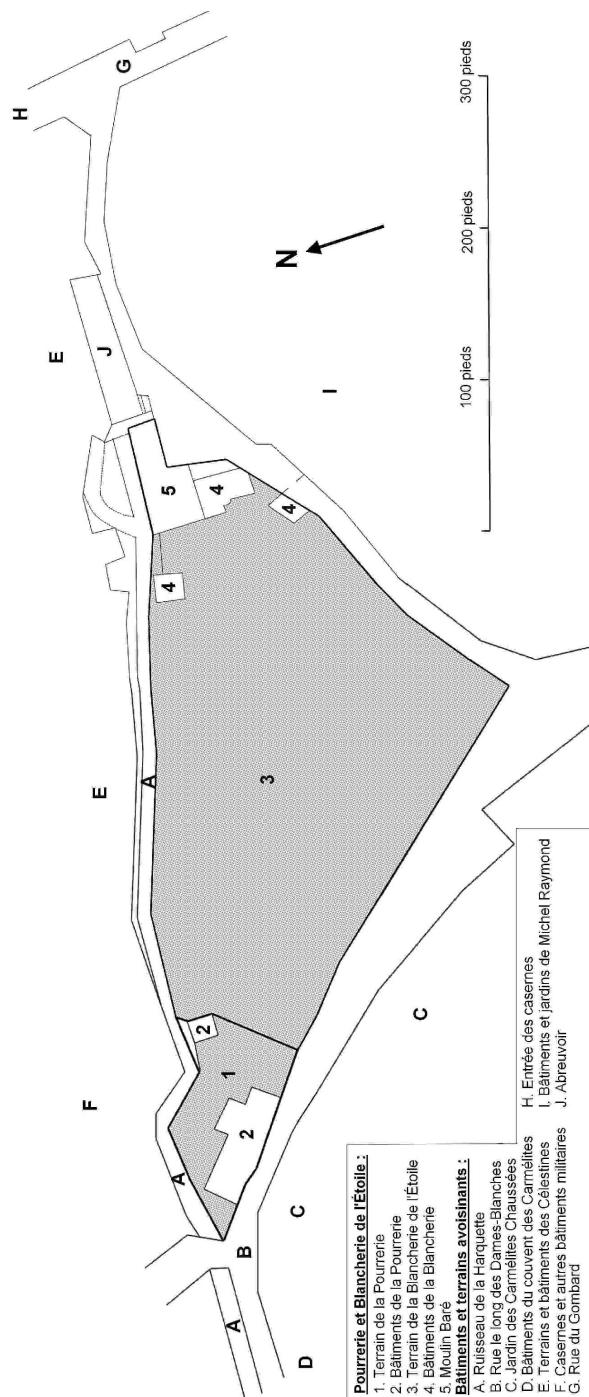 H
G
300 pieds
E
J
N
200 pieds
I
100 pieds
5
4
4
4
E
A
3
C
F
2
1
2
A
B
C
A
D
Pourrerie et Blancherie de l'Étoile :
1. Terrain de la Pourrerie
2. Bâtiments de la Pourrerie
3. Terrain de la Blancherie de l'Étoile
4. Bâtiments de la Blancherie
5. Moulin Baré
Bâtiments et terrains avoisinants :
A. Ruisseau de la Harquette
B. Rue le long des Dames-Blanches
C. Jardin des Carmélites Chaussées
D. Bâtiments du couvent des Carmélites
E. Terrains et bâtiments des Célestines
F. Casernes et autres bâtiments militaires
G. Rue du Gombard
H. Entrée des casernes
I. Bâtiments et jardins de Michel Raymond
J. Abreuvoir